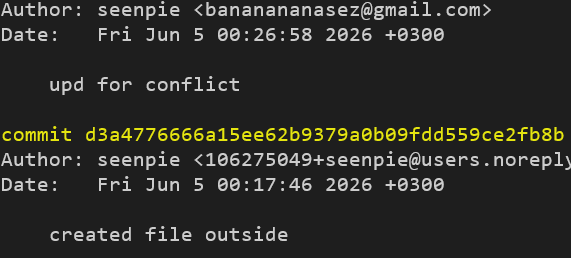 Author: seenpie <banananananasez@gmail.com>
Date:   Fri Jun 5 00:26:58 2026 +0300
    upd for conflict
commit d3a4776666a15ee62b9379a0b09fdd559ce2fb8b
Author: seenpie <106275049+seenpie@users.noreply
Date:   Fri Jun 5 00:17:46 2026 +0300
    created file outside